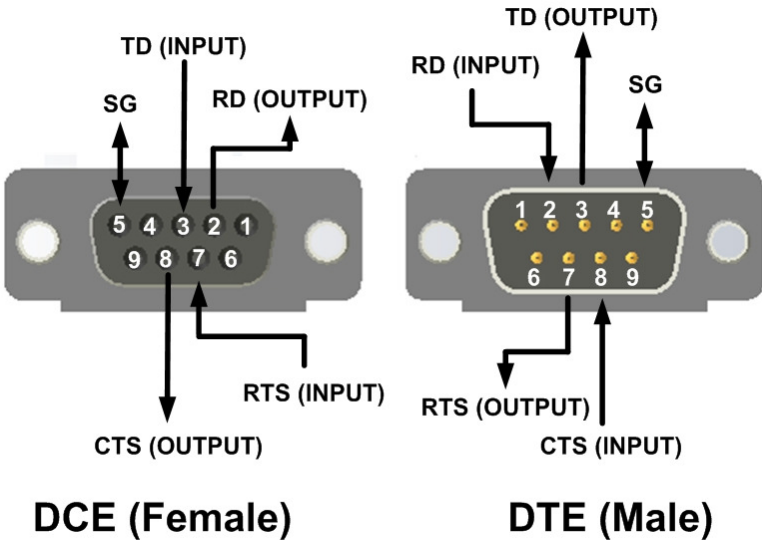 TD (INPUT)
RD (OUTPUT)
SG
5 4 3 2 1
9 8 7 6
RTS (INPUT)
CTS (OUTPUT)
DCE (Female)
TD (OUTPUT)
RD (INPUT)
SG
1 2 3 4 5
6 7 8 9
RTS (OUTPUT)
CTS (INPUT)
DTE (Male)